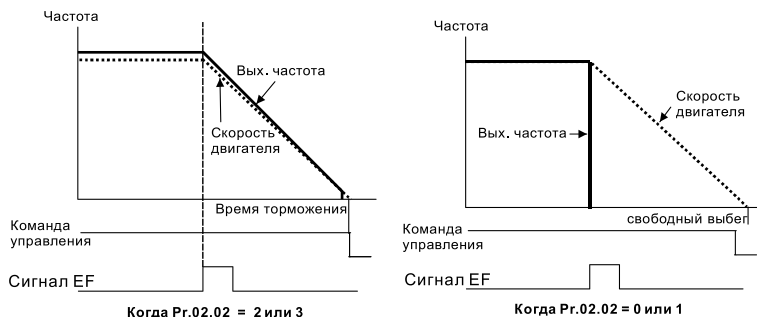 Частота
Вых. частота
Скорость
двигателя
Время торможения
Команда
управления
Сигнал EF
Когда Pr.02.02 = 2 или 3
Частота
Скорость
двигателя
Вых. частота
свободный выбег
Команда
управления
Сигнал EF
Когда Pr.02.02 = 0 или 1